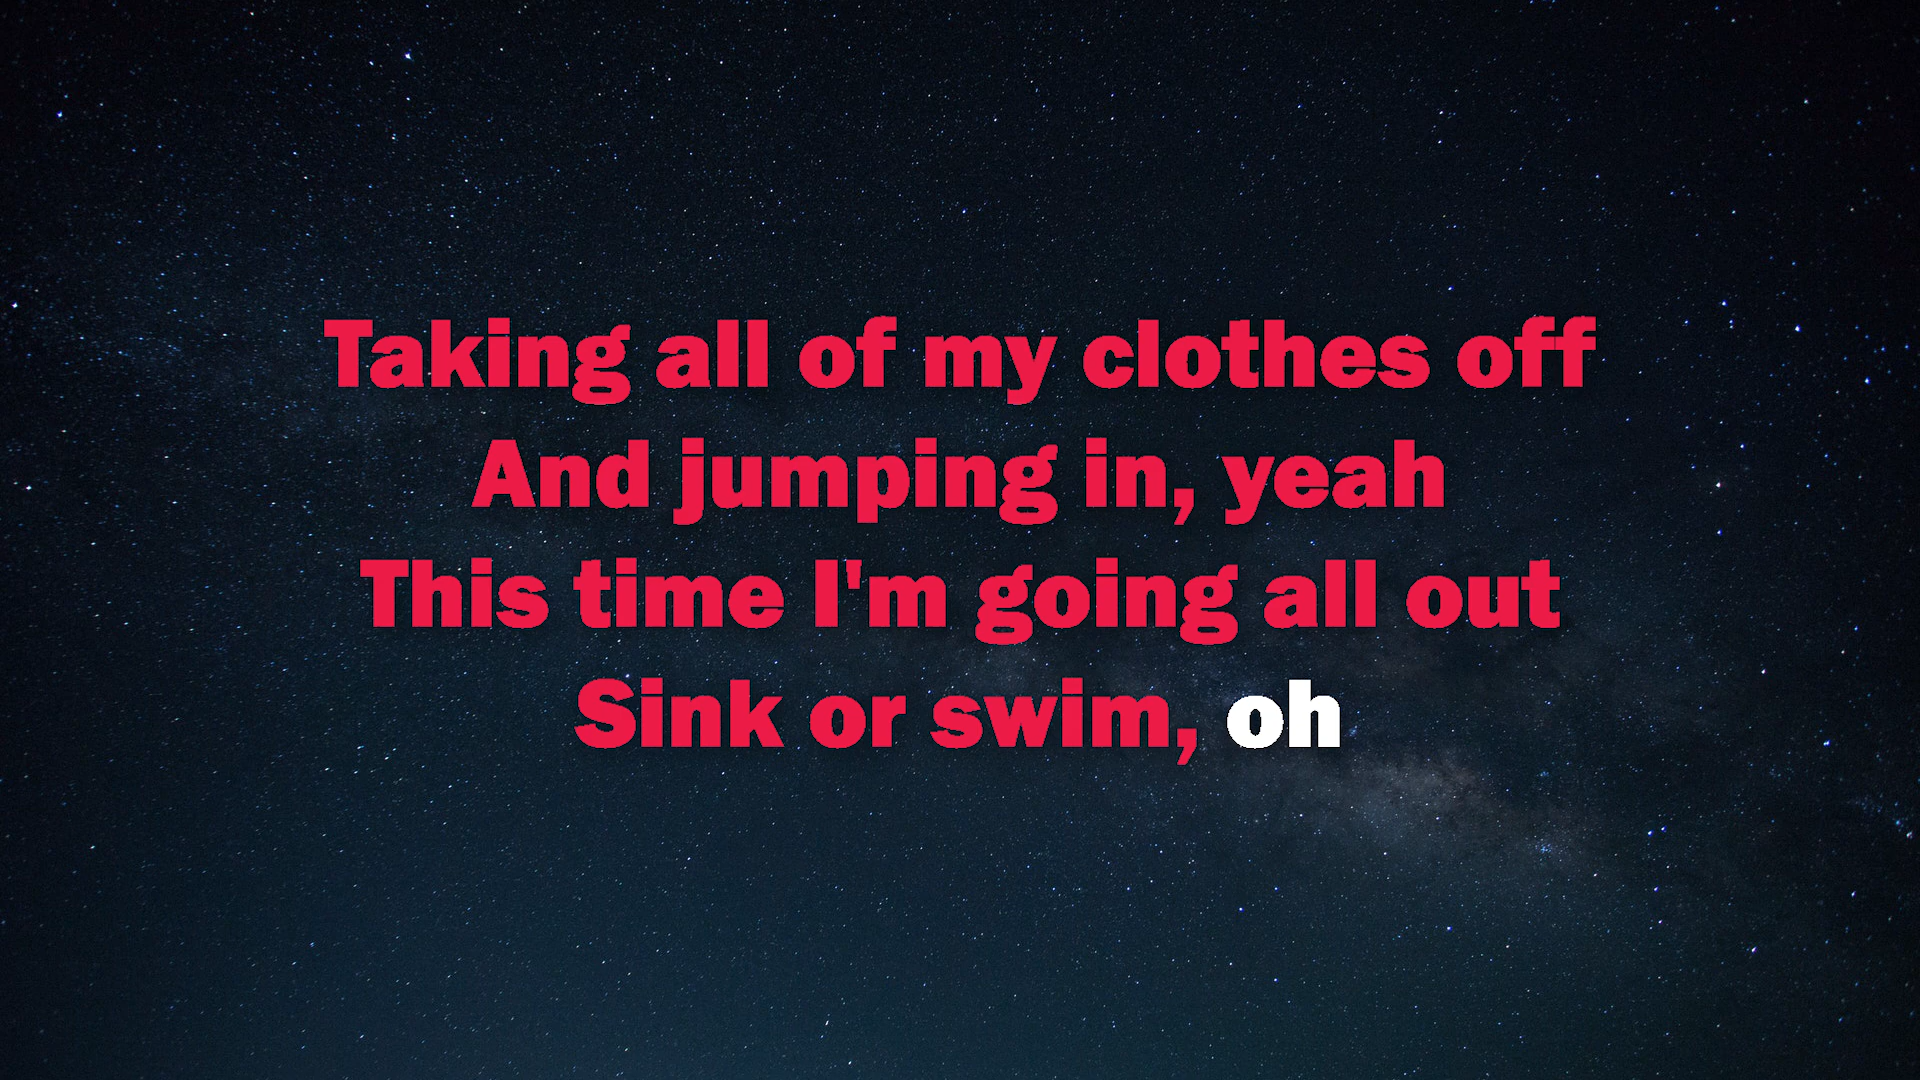 Taking all of my clothes off
And jumping in, yeah
This time I'm going all out
Sink or swim, oh